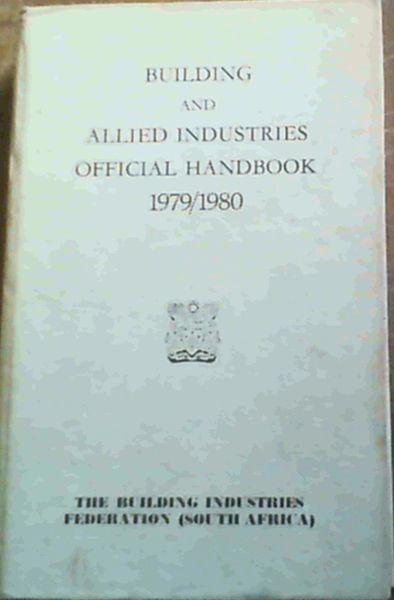 BUILDING
AND
ALLIED INDUSTRIES
OFFICIAL HANDBOOK
1979/1980
THE BUILDING INDUSTRIES
FEDERATION (SOUTH AFRICA)